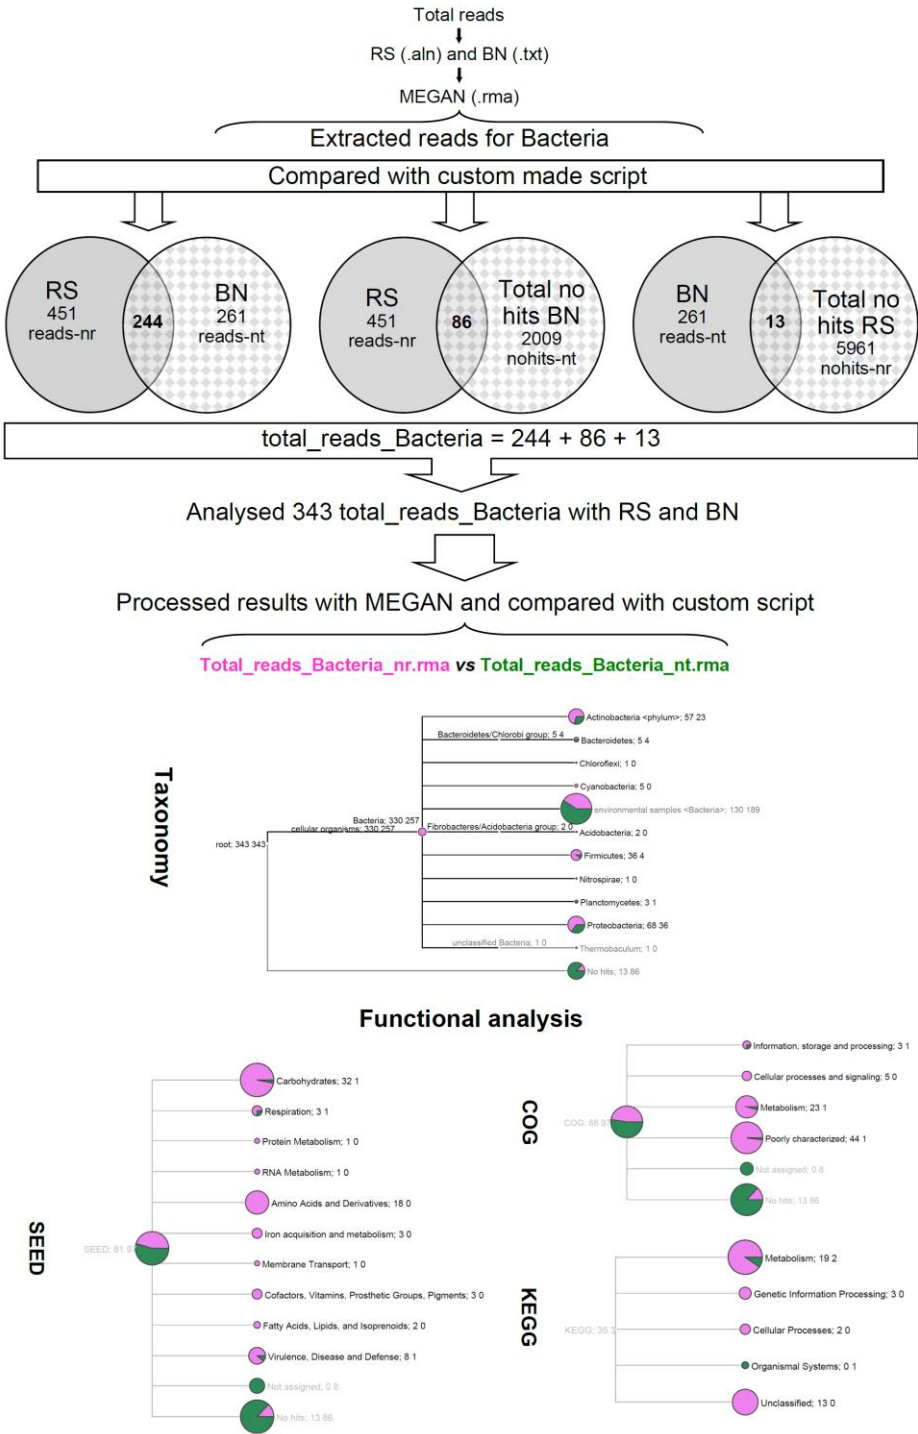 Total reads
RS (.aln) and BN (.txt)
MEGAN (.rma)
Extracted reads for Bacteria
Compared with custom made script
RS
451
reads-nr
244
BN
261
reads-nt
RS
451
reads-nr
86
Total no
hits BN
2009
nohits-nt
BN
261
reads-nt
13
Total no
hits RS
5961
nohits-nr
total_reads_Bacteria = 244 + 86 + 13
Analysed 343 total_reads_Bacteria with RS and BN
Processed results with MEGAN and compared with custom script
Total_reads_Bacteria_nr.rma vs Total_reads_Bacteria_nt.rma
Taxonomy
root; 343 343
cellular organisms; 330 257
Bacteria; 330 257
Actinobacteria <phylum>; 57 23
Bacteroidetes/Chlorobi group; 5 4
Bacteroidetes; 5 4
Chloroflexi; 1 0
Cyanobacteria; 5 0
environmental samples <Bacteria>; 130 189
Fibrobacteres/Acidobacteria group; 2 0
Acidobacteria; 2 0
Firmicutes; 36 4
Nitrospirae; 1 0
Planctomycetes; 3 1
Proteobacteria; 68 36
unclassified Bacteria; 1 0
Thermobaculum; 1 0
No hits; 13 86
Functional analysis
SEED
SEED; 81 9
Carbohydrates; 32 1
Respiration; 3 1
Protein Metabolism; 1 0
RNA Metabolism; 1 0
Amino Acids and Derivatives; 18 0
Iron acquisition and metabolism; 3 0
Membrane Transport; 1 0
Cofactors, Vitamins, Prosthetic Groups, Pigments; 3 0
Fatty Acids, Lipids, and Isoprenoids; 2 0
Virulence, Disease and Defense; 8 1
Not assigned; 0 8
No hits; 13 86
COG
COG; 88 9
Information, storage and processing; 3 1
Cellular processes and signaling; 5 0
Metabolism; 23 1
Poorly characterized; 44 1
Not assigned; 0 8
No hits; 13 86
KEGG
KEGG; 35
Metabolism; 19 2
Genetic Information Processing; 3 0
Cellular Processes; 2 0
Organismal Systems; 0 1
Unclassified; 13 0